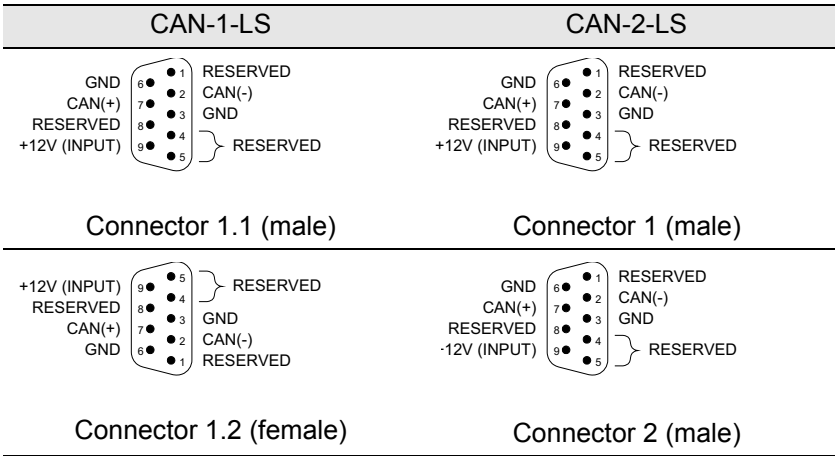 CAN-1-LS
CAN-2-LS
GND 6 1 RESERVED
CAN(+) 7 2 CAN(-)
RESERVED 8 3 GND
+12V (INPUT) 9 4 RESERVED
5
GND 6 1 RESERVED
CAN(+) 7 2 CAN(-)
RESERVED 8 3 GND
+12V (INPUT) 9 4 RESERVED
5
Connector 1.1 (male)
Connector 1 (male)
+12V (INPUT) 9 5 RESERVED
RESERVED 8 4
CAN(+) 7 3 GND
GND 6 2 CAN(-)
1 RESERVED
GND 6 1 RESERVED
CAN(+) 7 2 CAN(-)
RESERVED 8 3 GND
-12V (INPUT) 9 4 RESERVED
5
Connector 1.2 (female)
Connector 2 (male)